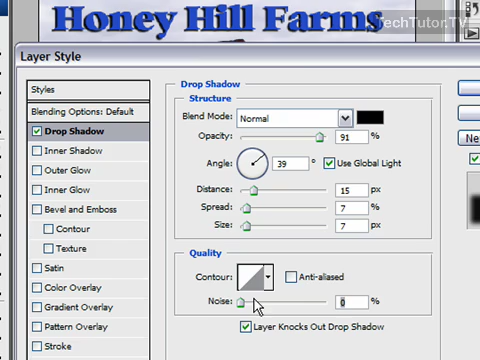 Honey Hill Farms
TechTutor.TV
Layer Style
Styles
Blending Options: Default
Drop Shadow
Inner Shadow
Outer Glow
Inner Glow
Bevel and Emboss
Contour
Texture
Satin
Color Overlay
Gradient Overlay
Pattern Overlay
Stroke
Drop Shadow
Structure
Blend Mode: Normal
Opacity: 91 %
Angle: 39 ° Use Global Light
Distance: 15 px
Spread: 7 %
Size: 7 px
Quality
Contour: Anti-aliased
Noise: 0 %
Layer Knocks Out Drop Shadow